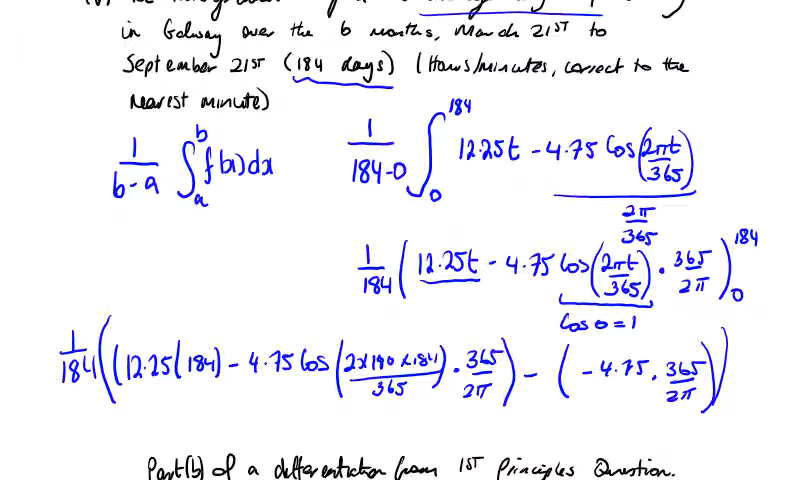 in Galway over the 6 months, March 21ST to
September 21ST (184 days) (Hours/minutes, correct to the
nearest minute)
1/(b-a) ∫_a^b f(x)dx
1/(184-0) ∫_0^184 12.25t - 4.75 Cos(2πt/365) / (2π/365)
1/184 (12.25t - 4.75 Cos(2πt/365) · 365/2π)_0^184
Cos 0 = 1
1/184 ((12.25(184) - 4.75 Cos(2×180×184/365) · 365/2π) - (-4.75 · 365/2π))
Part(b) of a differentiation from 1ST Principles Question.